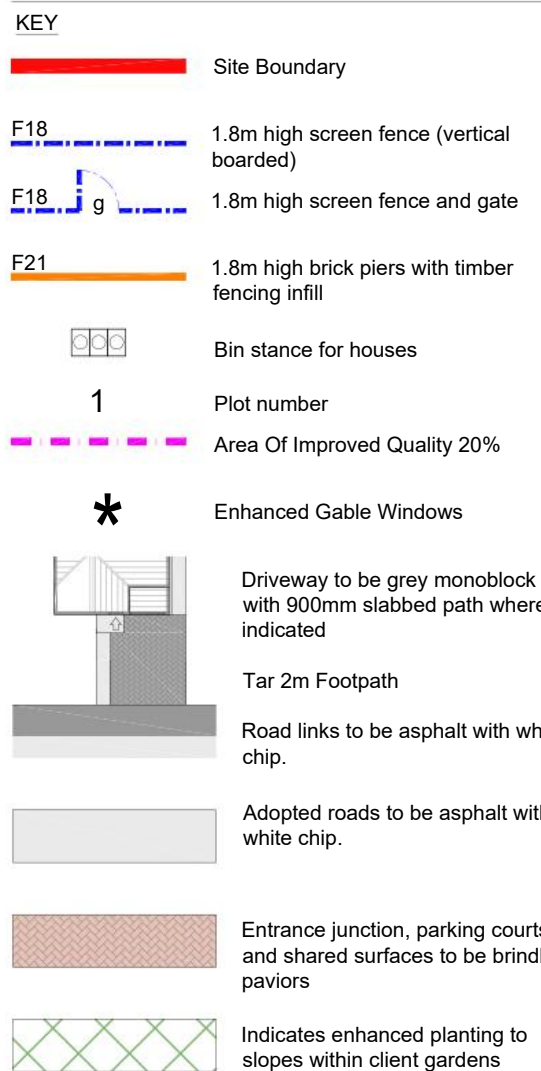 KEY
Site Boundary
F18
1.8m high screen fence (vertical
boarded)
F18
g
1.8m high screen fence and gate
F21
1.8m high brick piers with timber
fencing infill
Bin stance for houses
1
Plot number
Area Of Improved Quality 20%
*
Enhanced Gable Windows
Driveway to be grey monoblock
with 900mm slabbed path where
indicated
Tar 2m Footpath
Road links to be asphalt with wh
chip.
Adopted roads to be asphalt with
white chip.
Entrance junction, parking courts
and shared surfaces to be brindl
paviors
Indicates enhanced planting to
slopes within client gardens